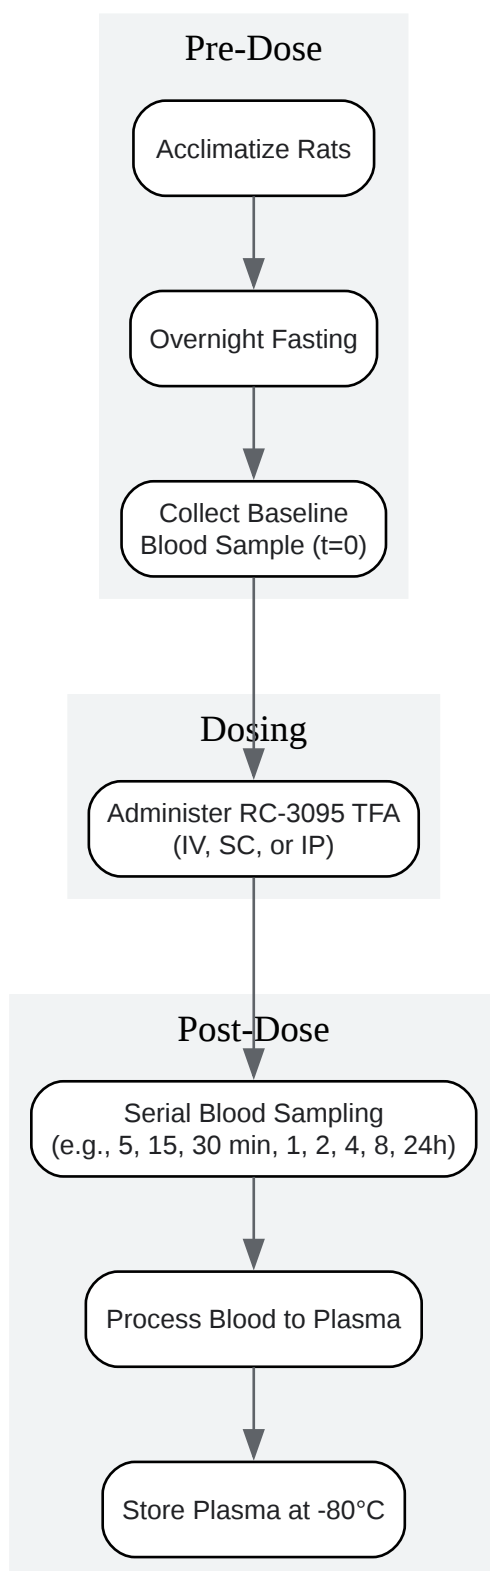 Pre-Dose
Acclimatize Rats
Overnight Fasting
Collect Baseline
Blood Sample (t=0)
Dosing
Administer RC-3095 TFA
(IV, SC, or IP)
Post-Dose
Serial Blood Sampling
(e.g., 5, 15, 30 min, 1, 2, 4, 8, 24h)
Process Blood to Plasma
Store Plasma at -80°C